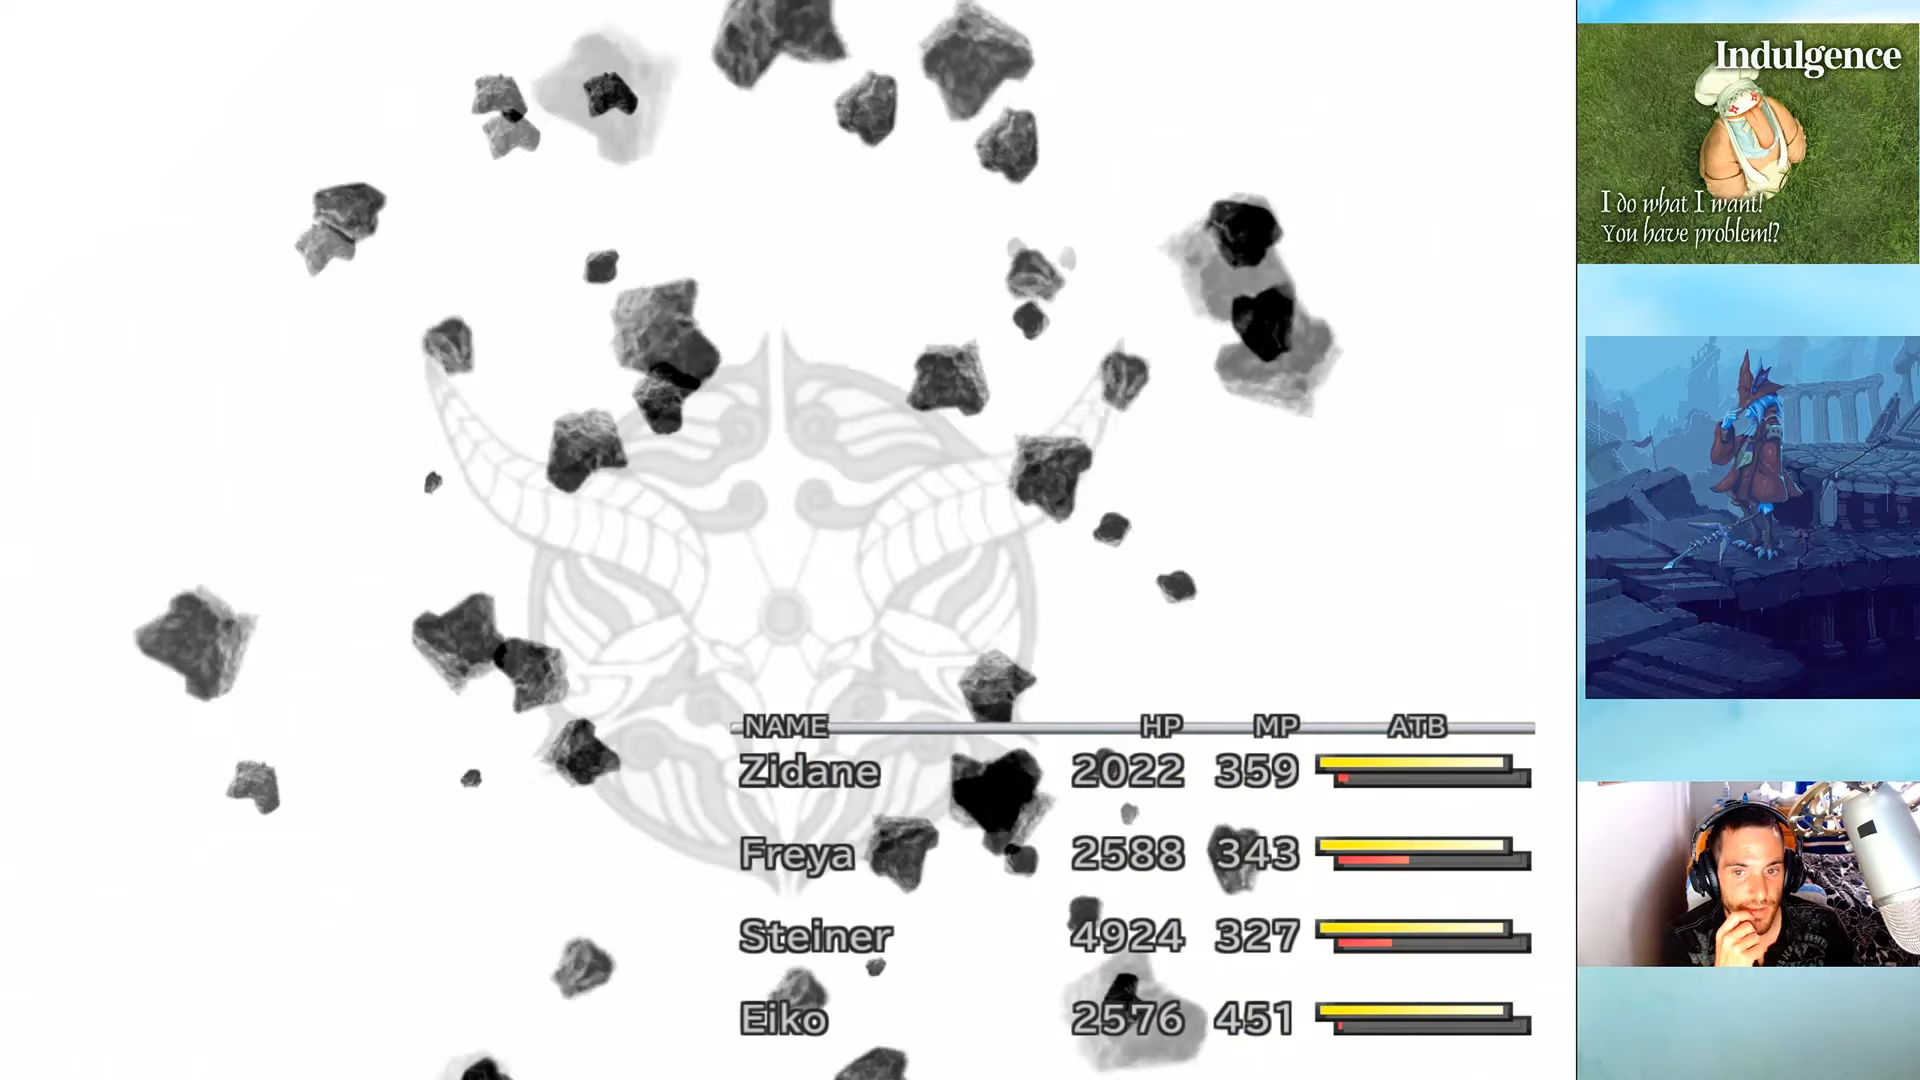 Indulgence
I do what I want!
You have problem!?
NAME HP MP ATB
Zidane 2022 359
Freya 2588 343
Steiner 4924 327
Eiko 2576 451